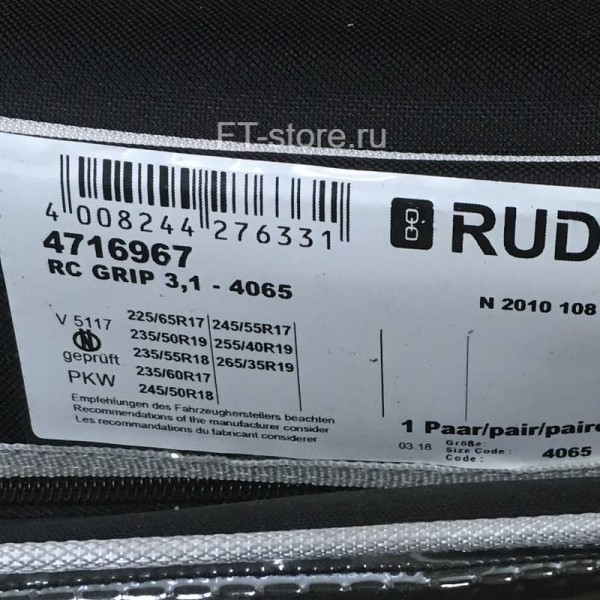 FT-store.ru
4 008244 276331
4716967
RC GRIP 3,1 - 4065
RUD
N 2010 108
V 5117
N
geprüft
PKW
225/65R17 245/55R17
235/50R19 255/40R19
235/55R18 265/35R19
235/60R17
245/50R18
Empfehlungen des Fahrzeugherstellers beachten
Recommendations of the manufacturer consider
Les recommandations du fabricant considerer
1 Paar/pair/paire
03.18
Größe:
Size Code:
Code:
4065